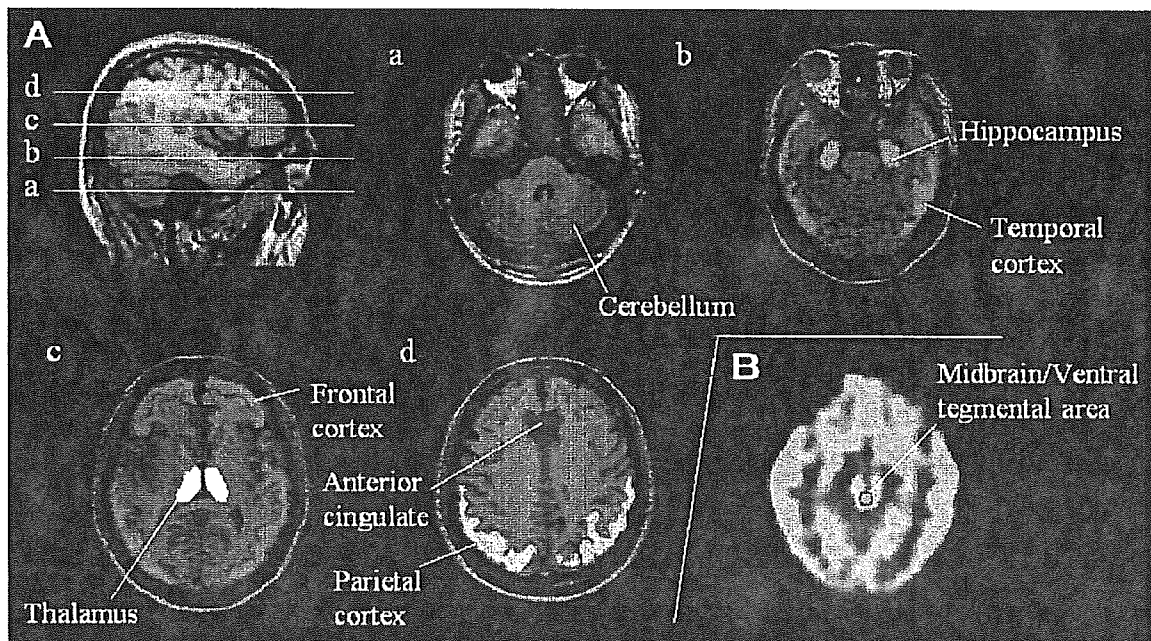 A
d
c
b
a
a
b
Hippocampus
Temporal
cortex
Cerebellum
c
Frontal
cortex
Thalamus
d
Anterior
cingulate
Parietal
cortex
B
Midbrain/Ventral
tegmental area